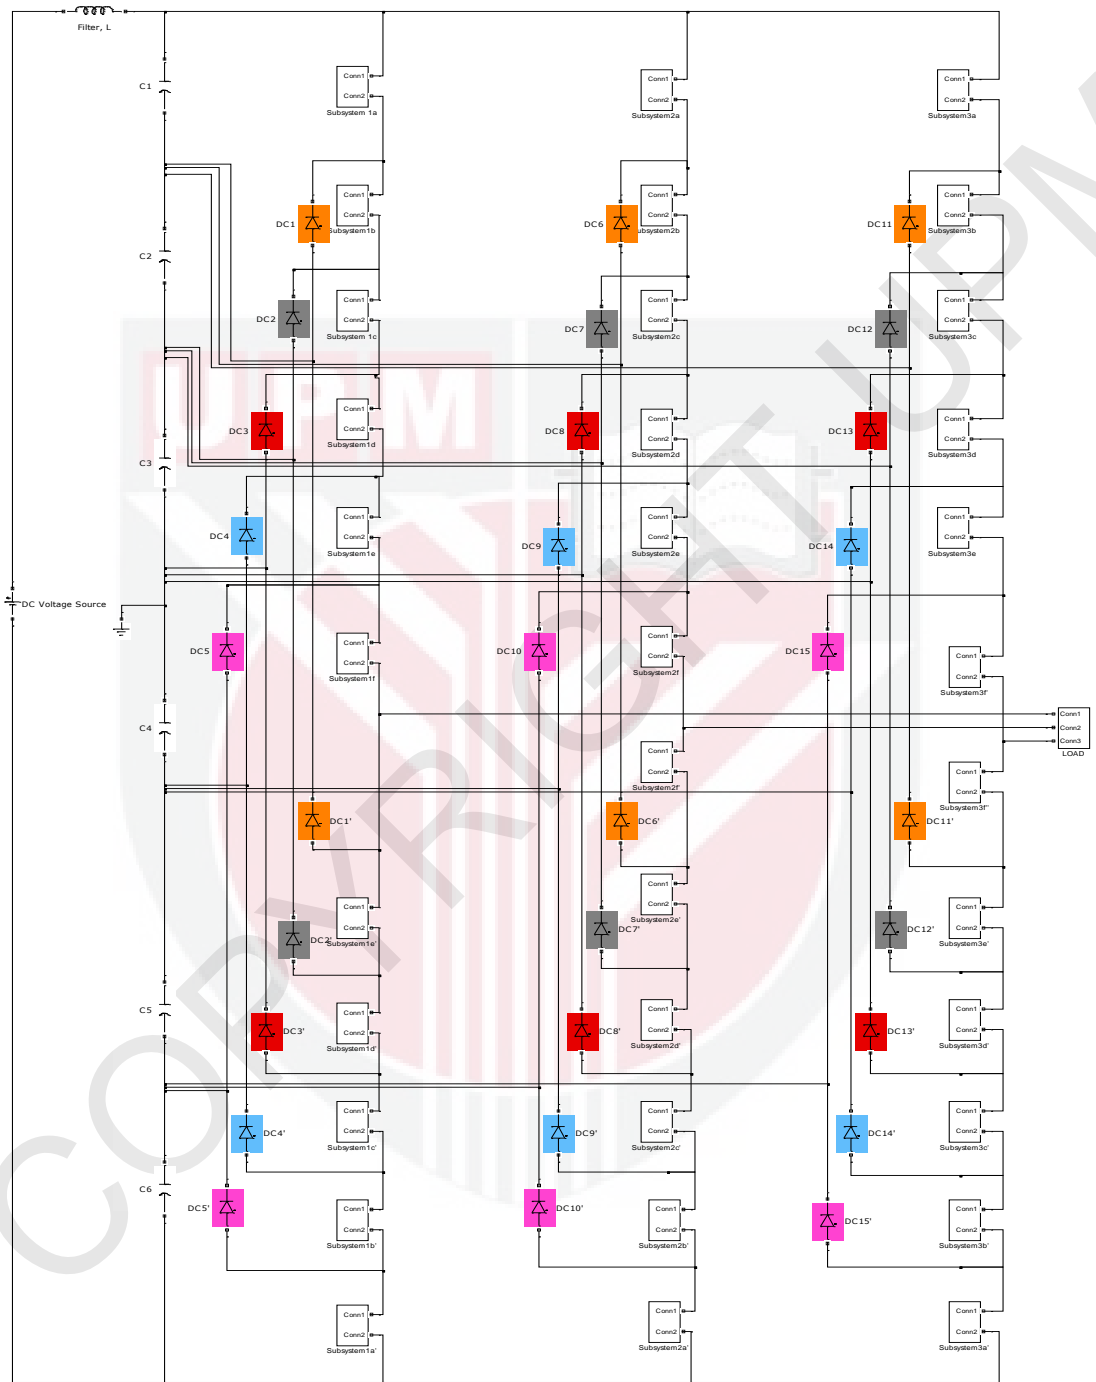 Filter, L
C1
Conn1
Conn2
Subsystem 1a
Conn1
Conn2
Subsystem2a
Conn1
Conn2
Subsystem3a
DC1
Conn1
Conn2
Subsystem1b
DC6
Conn1
Conn2
ubsystem2b
DC11
Conn1
Conn2
Subsystem3b
C2
DC2
Conn1
Conn2
Subsystem 1c
DC7
Conn1
Conn2
Subsystem2c
DC12
Conn1
Conn2
Subsystem3c
UPM
DC3
Conn1
Conn2
Subsystem1d
DC8
Conn1
Conn2
Subsystem2d
DC13
Conn1
Conn2
Subsystem3d
C3
DC4
Conn1
Conn2
Subsystem1e
DC9
Conn1
Conn2
Subsystem2e
DC14
Conn1
Conn2
Subsystem3e
DC Voltage Source
DC5
Conn1
Conn2
Subsystem1f
DC10
Conn1
Conn2
Subsystem2f
DC15
Conn1
Conn2
Subsystem3f'
C4
Conn1
Conn2
Conn3
LOAD
Conn1
Conn2
Subsystem2f'
Conn1
Conn2
Subsystem3f''
DC1'
DC6'
DC11'
DC2'
Conn1
Conn2
Subsystem1e'
DC7'
Conn1
Conn2
Subsystem2e'
DC12'
Conn1
Conn2
Subsystem3e'
C5
DC3'
Conn1
Conn2
Subsystem1d'
DC8'
Conn1
Conn2
Subsystem2d'
DC13'
Conn1
Conn2
Subsystem3d'
DC4'
Conn1
Conn2
Subsystem1c'
DC9'
Conn1
Conn2
Subsystem2c'
DC14'
Conn1
Conn2
Subsystem3c'
C6
DC5'
Conn1
Conn2
Subsystem1b'
DC10'
Conn1
Conn2
Subsystem2b'
DC15'
Conn1
Conn2
Subsystem3b'
Conn1
Conn2
Subsystem1a'
Conn1
Conn2
Subsystem2a'
Conn1
Conn2
Subsystem3a'
COPYRIGHT UPM